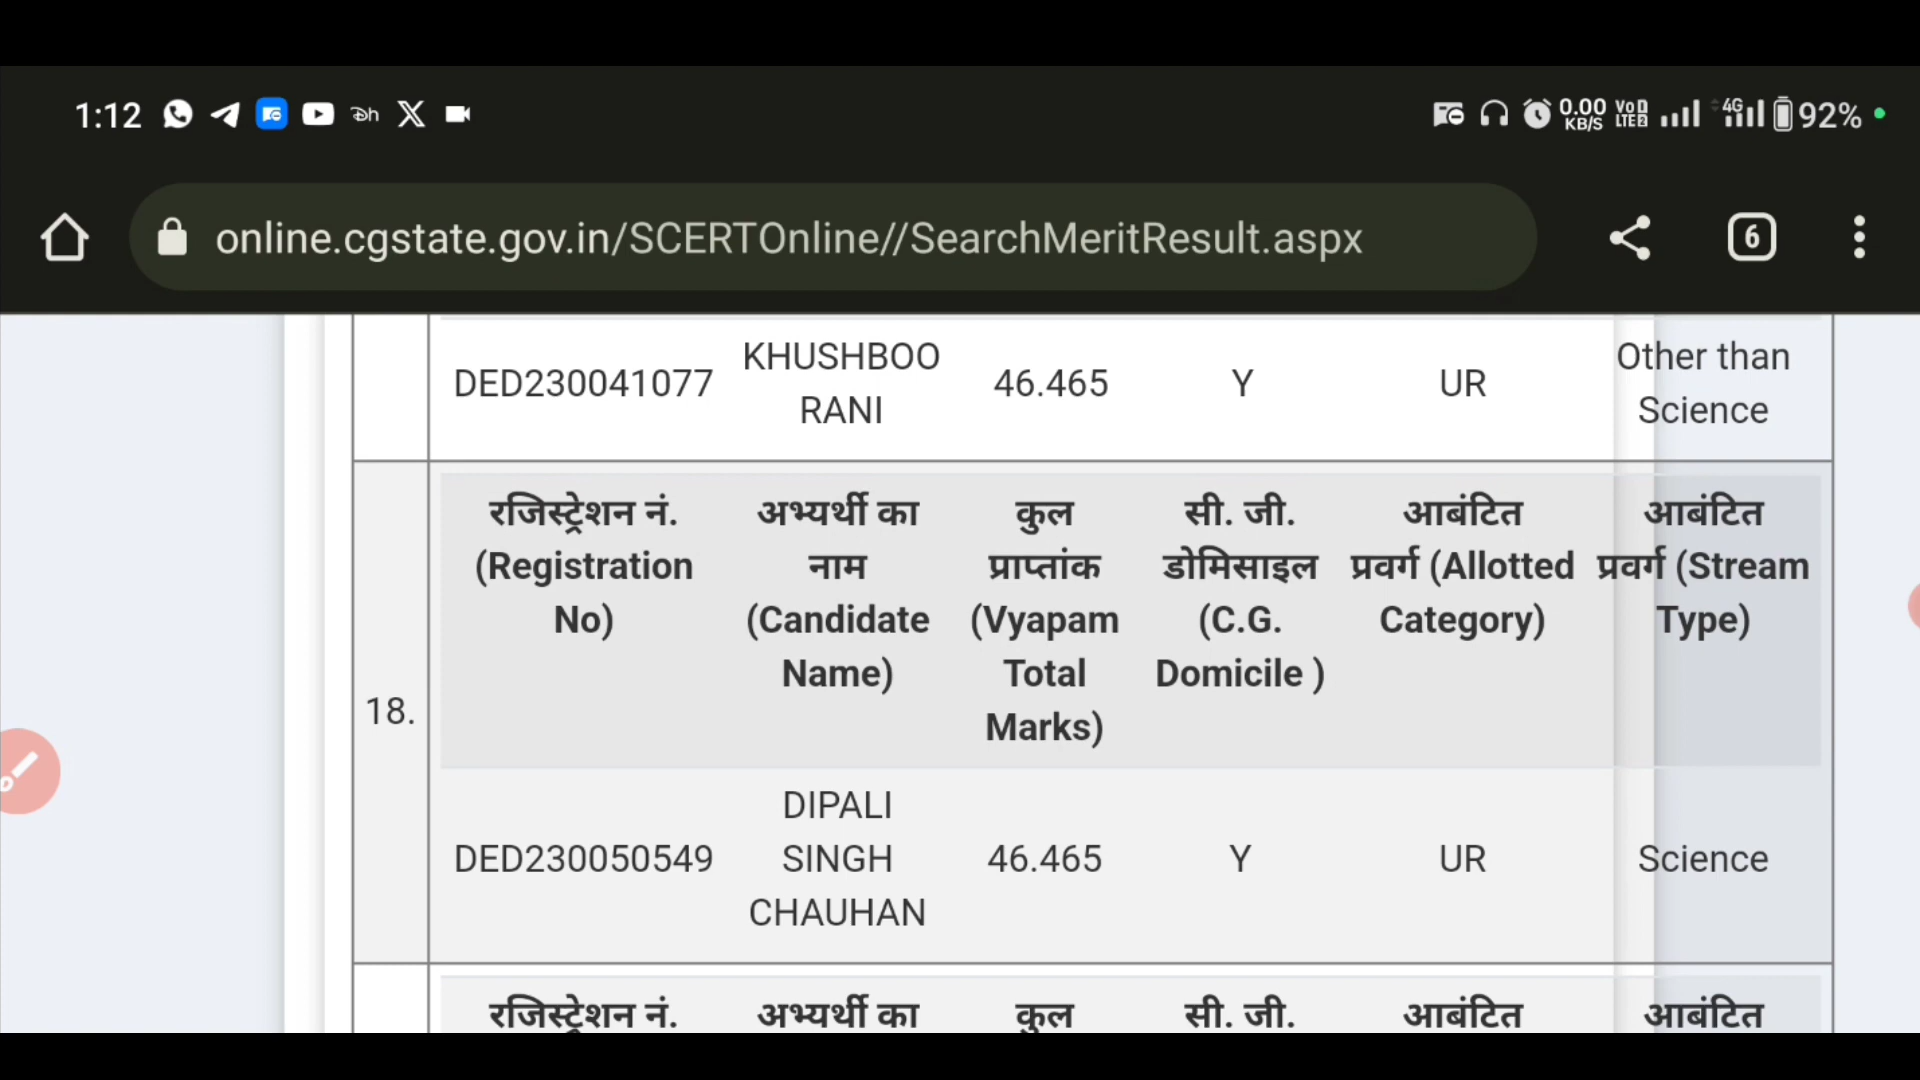 1:12
0.00
KB/S
Vo
LTE2
4G
92%
online.cgstate.gov.in/SCERTOnline//SearchMeritResult.aspx
6
DED230041077 KHUSHBOO RANI 46.465 Y UR Other than Science
18.
रजिस्ट्रेशन नं. (Registration No)
अभ्यर्थी का नाम (Candidate Name)
कुल प्राप्तांक (Vyapam Total Marks)
सी. जी. डोमिसाइल (C.G. Domicile )
आबंटित प्रवर्ग (Allotted Category)
आबंटित प्रवर्ग (Stream Type)
DED230050549 DIPALI SINGH CHAUHAN 46.465 Y UR Science
रजिस्ट्रेशन नं. अभ्यर्थी का कुल सी. जी. आबंटित आबंटित